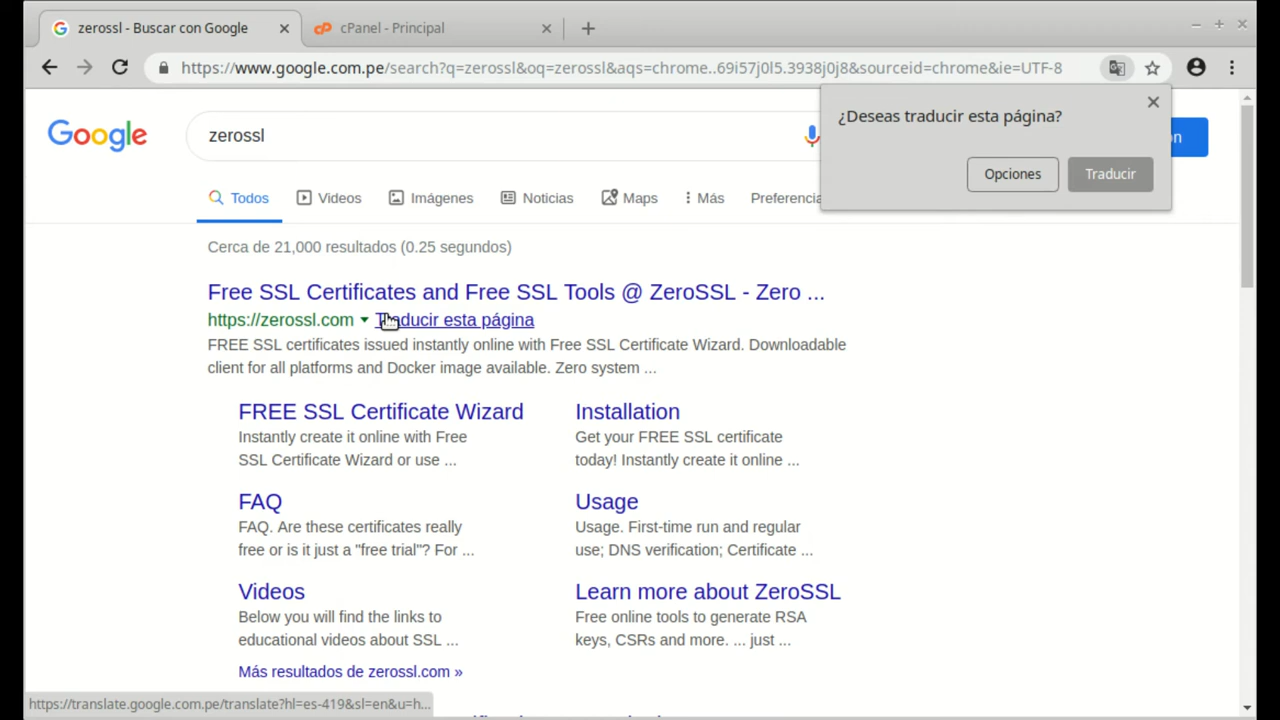 zerossl - Buscar con Google
cPanel - Principal
https://www.google.com.pe/search?q=zerossl&oq=zerossl&aqs=chrome..69i57j0l5.3938j0j8&sourceid=chrome&ie=UTF-8
¿Deseas traducir esta página?
Opciones
Traducir
Google
zerossl
Todos
Videos
Imágenes
Noticias
Maps
Más
Cerca de 21,000 resultados (0.25 segundos)
Free SSL Certificates and Free SSL Tools @ ZeroSSL - Zero ...
https://zerossl.com Traducir esta página
FREE SSL certificates issued instantly online with Free SSL Certificate Wizard. Downloadable
client for all platforms and Docker image available. Zero system ...
FREE SSL Certificate Wizard
Instantly create it online with Free
SSL Certificate Wizard or use ...
Installation
Get your FREE SSL certificate
today! Instantly create it online ...
FAQ
FAQ. Are these certificates really
free or is it just a "free trial"? For ...
Usage
Usage. First-time run and regular
use; DNS verification; Certificate ...
Videos
Below you will find the links to
educational videos about SSL ...
Learn more about ZeroSSL
Free online tools to generate RSA
keys, CSRs and more. ... just ...
Más resultados de zerossl.com »
https://translate.google.com.pe/translate?hl=es-419&sl=en&u=h...